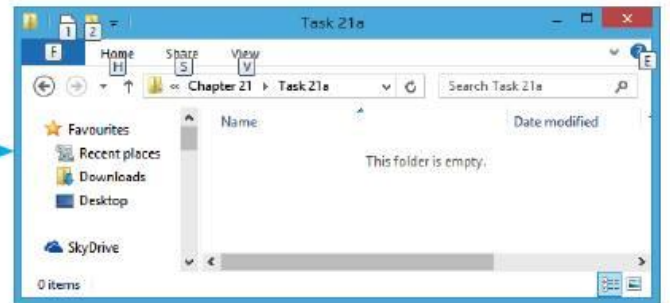 Task 21a
1 2
F Home Share View
H S V E
« Chapter 21 Task 21a Search Task 21a
Name Date modified
Favourites
This folder is empty.
Recent places
Downloads
Desktop
SkyDrive
0 items